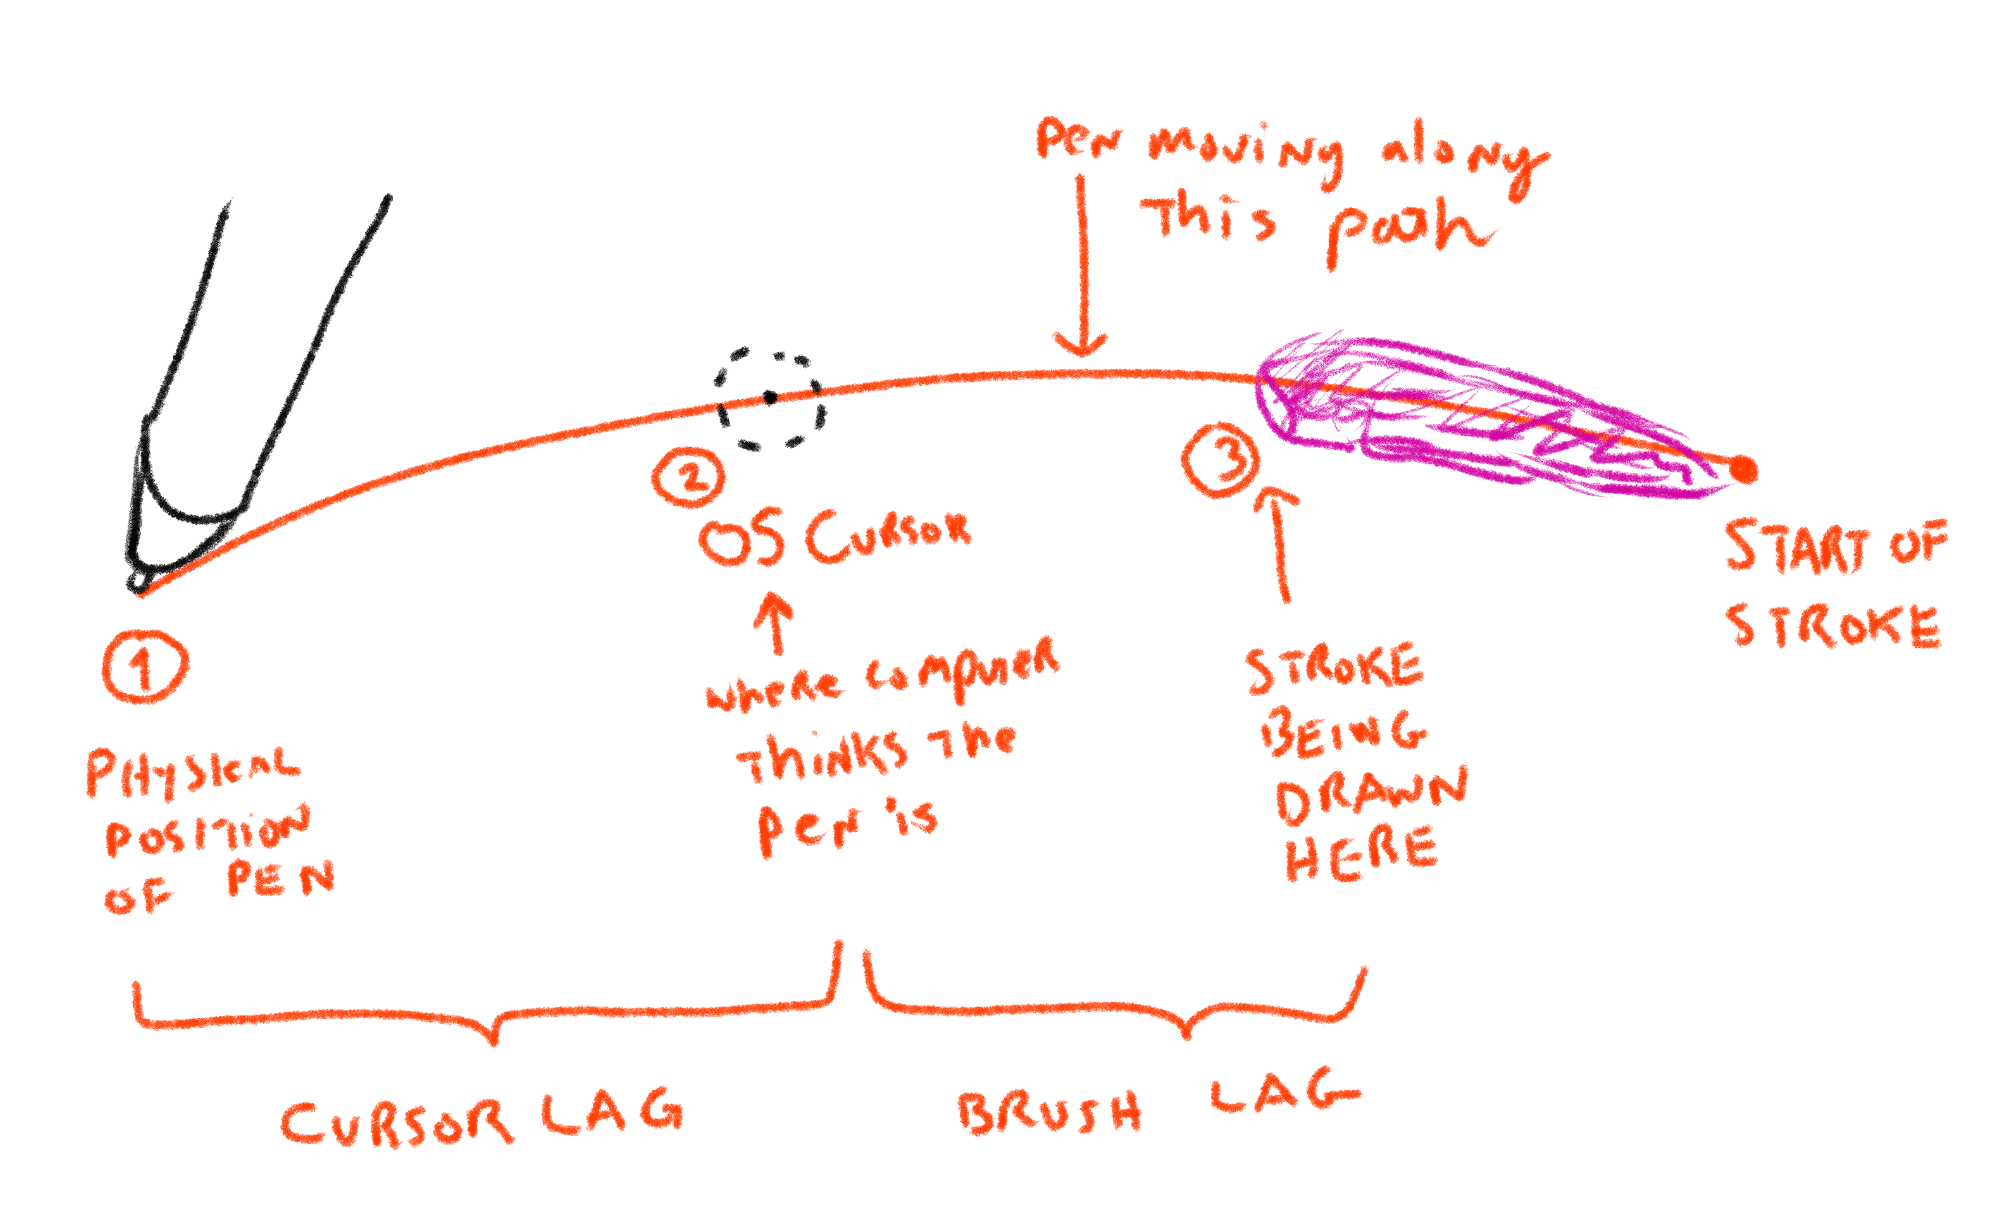 Pen moving along
This path
2
3
OS Cursor
START OF
STROKE
1
where computer
Thinks The
pen is
STROKE
BEING
DRAWN
HERE
PHYSICAL
POSITION
OF PEN
CURSOR LAG
BRUSH LAG